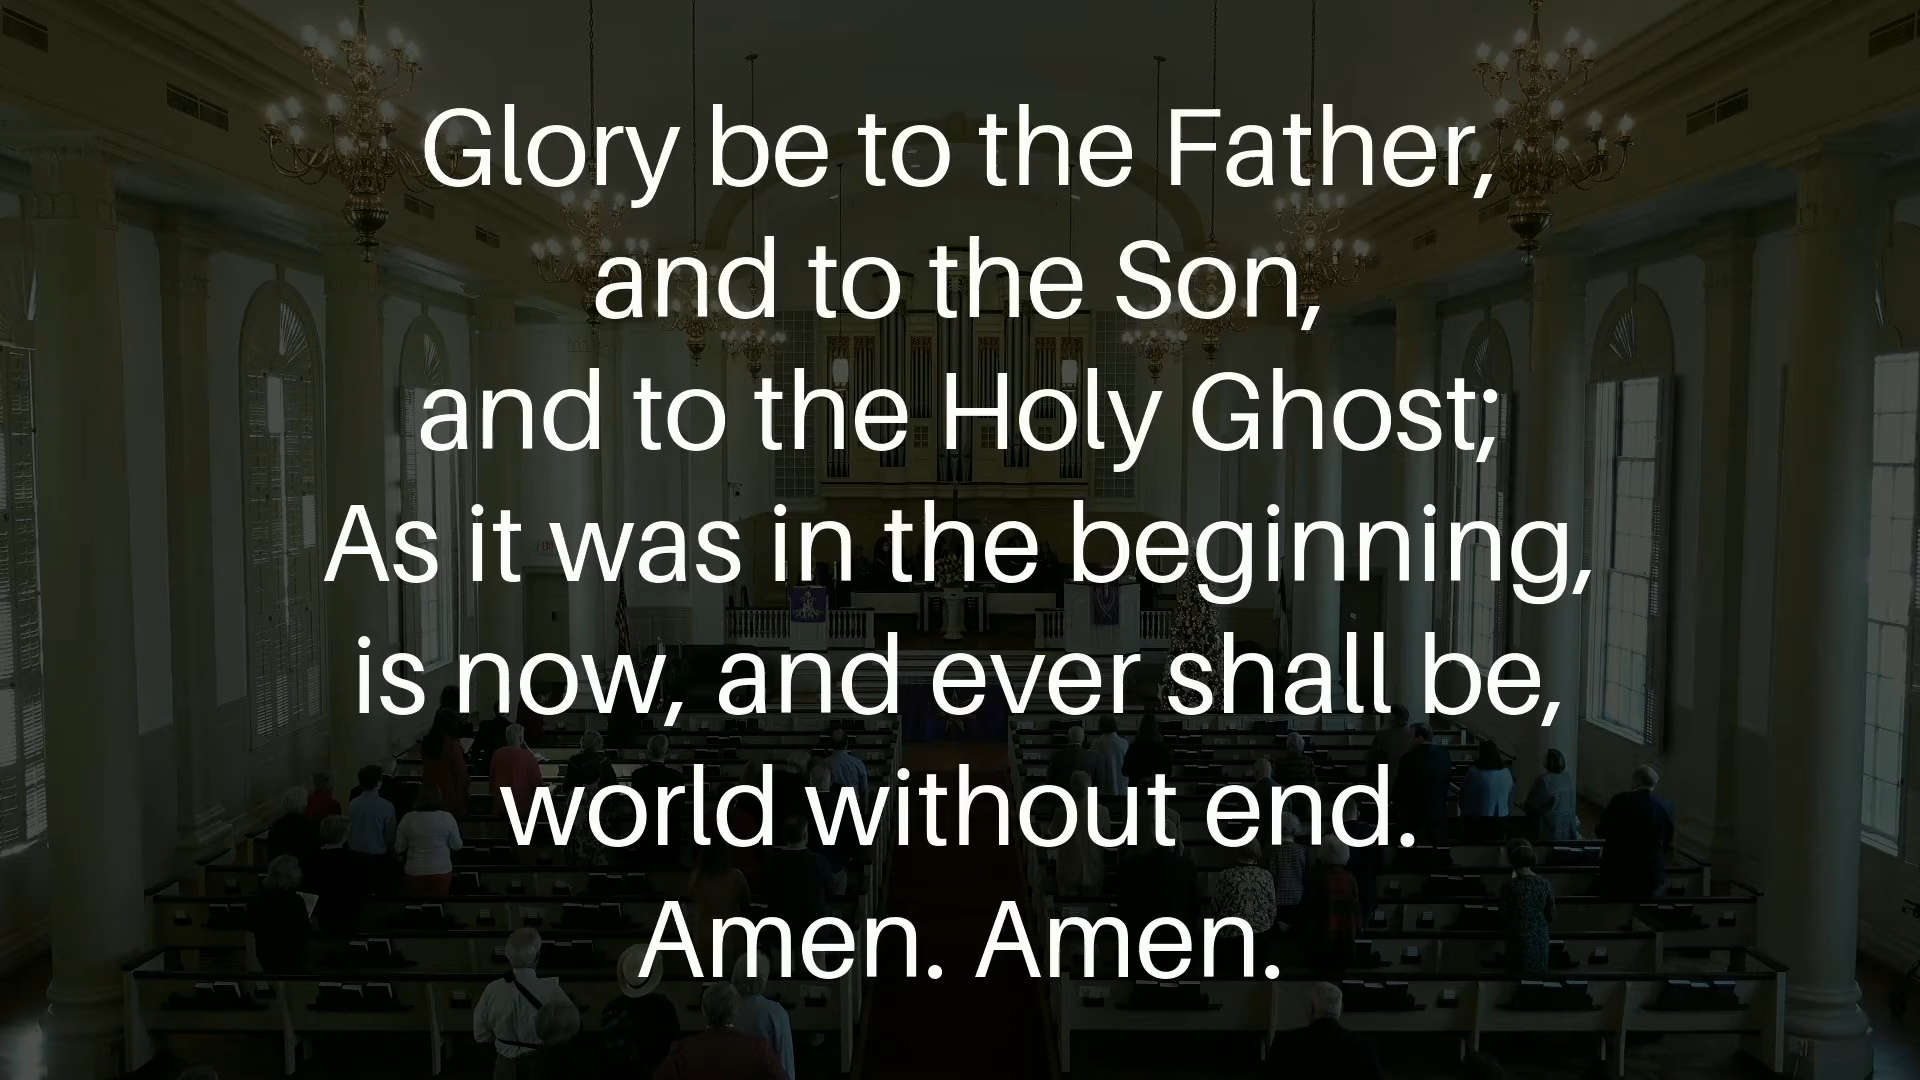 Glory be to the Father,
and to the Son,
and to the Holy Ghost;
As it was in the beginning,
is now, and ever shall be,
world without end.
Amen. Amen.